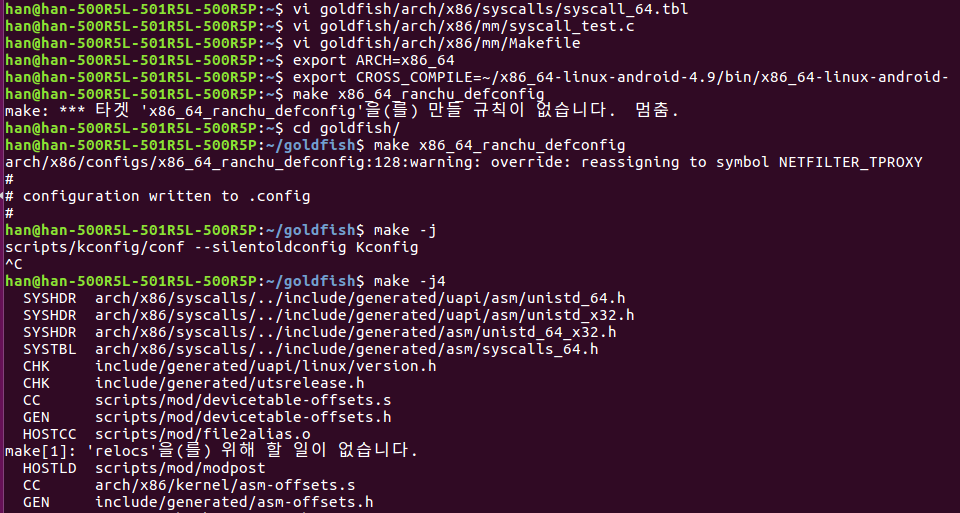 han@han-500R5L-501R5L-500R5P:~$ vi goldfish/arch/x86/syscalls/syscall_64.tbl
han@han-500R5L-501R5L-500R5P:~$ vi goldfish/arch/x86/mm/syscall_test.c
han@han-500R5L-501R5L-500R5P:~$ vi goldfish/arch/x86/mm/Makefile
han@han-500R5L-501R5L-500R5P:~$ export ARCH=x86_64
han@han-500R5L-501R5L-500R5P:~$ export CROSS_COMPILE=~/x86_64-linux-android-4.9/bin/x86_64-linux-android-
han@han-500R5L-501R5L-500R5P:~$ make x86_64_ranchu_defconfig
make: *** 타겟 'x86_64_ranchu_defconfig'을(를) 만들 규칙이 없습니다.  멈춤.
han@han-500R5L-501R5L-500R5P:~$ cd goldfish/
han@han-500R5L-501R5L-500R5P:~/goldfish$ make x86_64_ranchu_defconfig
arch/x86/configs/x86_64_ranchu_defconfig:128:warning: override: reassigning to symbol NETFILTER_TPROXY
#
# configuration written to .config
#
han@han-500R5L-501R5L-500R5P:~/goldfish$ make -j
scripts/kconfig/conf --silentoldconfig Kconfig
^C
han@han-500R5L-501R5L-500R5P:~/goldfish$ make -j4
  SYSHDR  arch/x86/syscalls/../include/generated/uapi/asm/unistd_64.h
  SYSHDR  arch/x86/syscalls/../include/generated/uapi/asm/unistd_x32.h
  SYSHDR  arch/x86/syscalls/../include/generated/asm/unistd_64_x32.h
  SYSTBL  arch/x86/syscalls/../include/generated/asm/syscalls_64.h
  CHK     include/generated/uapi/linux/version.h
  CHK     include/generated/utsrelease.h
  CC      scripts/mod/devicetable-offsets.s
  GEN     scripts/mod/devicetable-offsets.h
  HOSTCC  scripts/mod/file2alias.o
make[1]: 'relocs'을(를) 위해 할 일이 없습니다.
  HOSTLD  scripts/mod/modpost
  CC      arch/x86/kernel/asm-offsets.s
  GEN     include/generated/asm-offsets.h